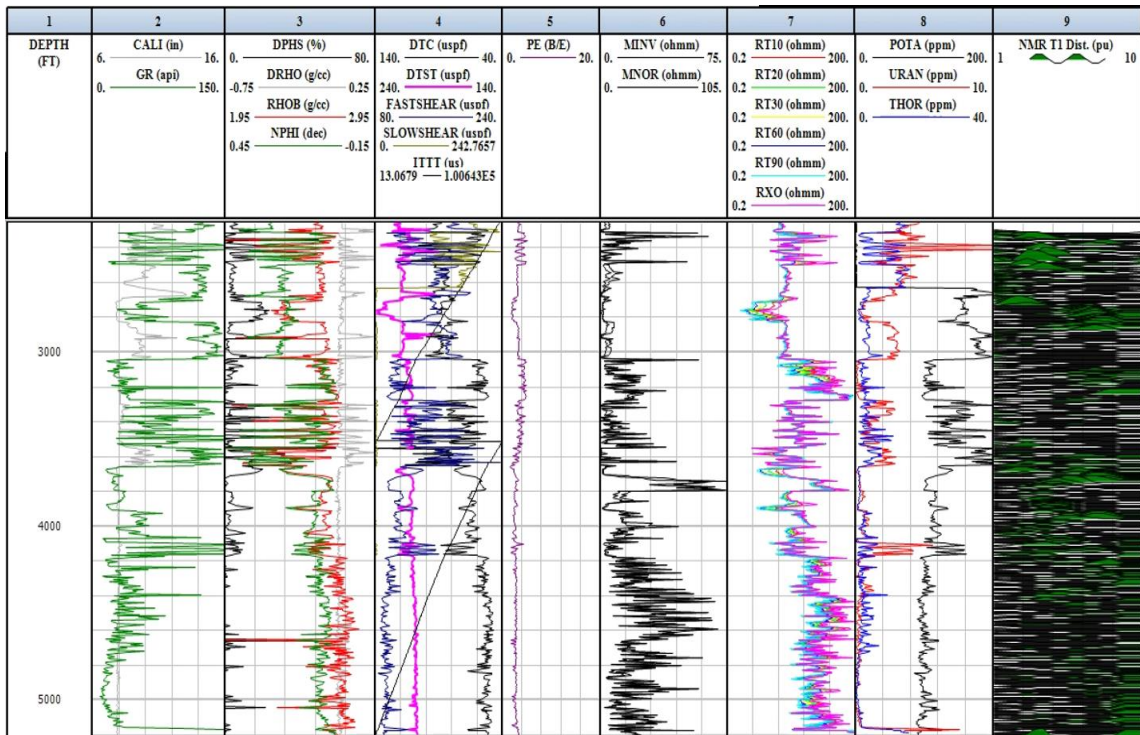 1 2 3 4 5 6 7 8 9
DEPTH
(FT)
CALI (in)
6. 16.
GR (api)
0. 150.
DPHS (%)
0. 80.
DRHO (g/cc)
-0.75 0.25
RHOB (g/cc)
1.95 2.95
NPHI (dec)
0.45 -0.15
DTC (uspf)
140. 40.
DTST (uspf)
240. 140.
FASTSHEAR (uspf)
80. 240.
SLOWSHEAR (uspf)
0. 242.7657
ITTT (us)
13.0679 1.00643E5
PE (B/E)
0. 20.
MINV (ohmm)
0. 75.
MNOR (ohmm)
0. 105.
RT10 (ohmm)
0.2 200.
RT20 (ohmm)
0.2 200.
RT30 (ohmm)
0.2 200.
RT60 (ohmm)
0.2 200.
RT90 (ohmm)
0.2 200.
RXO (ohmm)
0.2 200.
POTA (ppm)
0. 200.
URAN (ppm)
0. 10.
THOR (ppm)
0. 40.
NMR T1 Dist. (pu)
1 10
3000
4000
5000